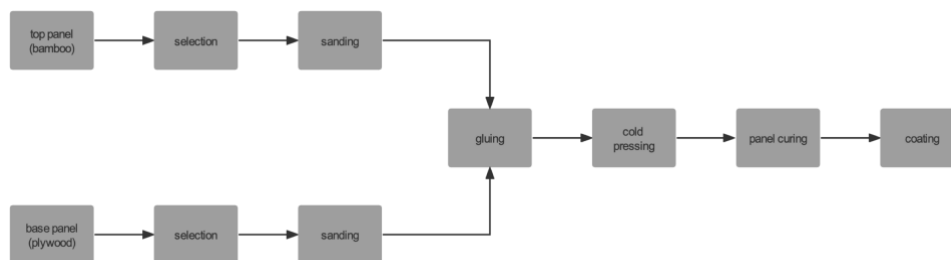 top panel
(bamboo)
selection
sanding
gluing
cold
pressing
panel curing
coating
base panel
(plywood)
selection
sanding